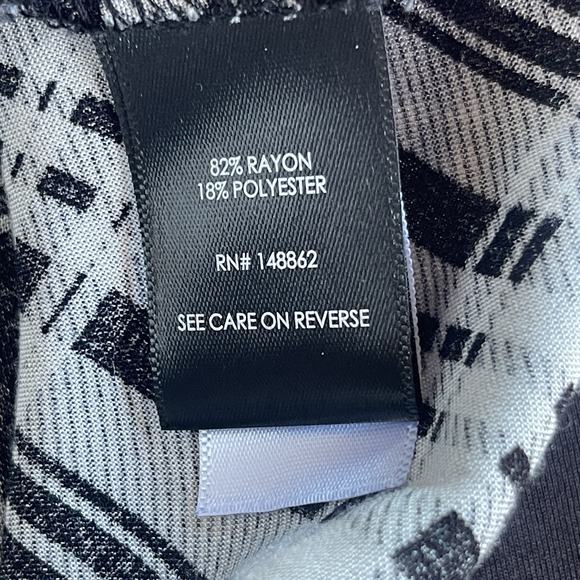 82% RAYON
18% POLYESTER
RN# 148862
SEE CARE ON REVERSE